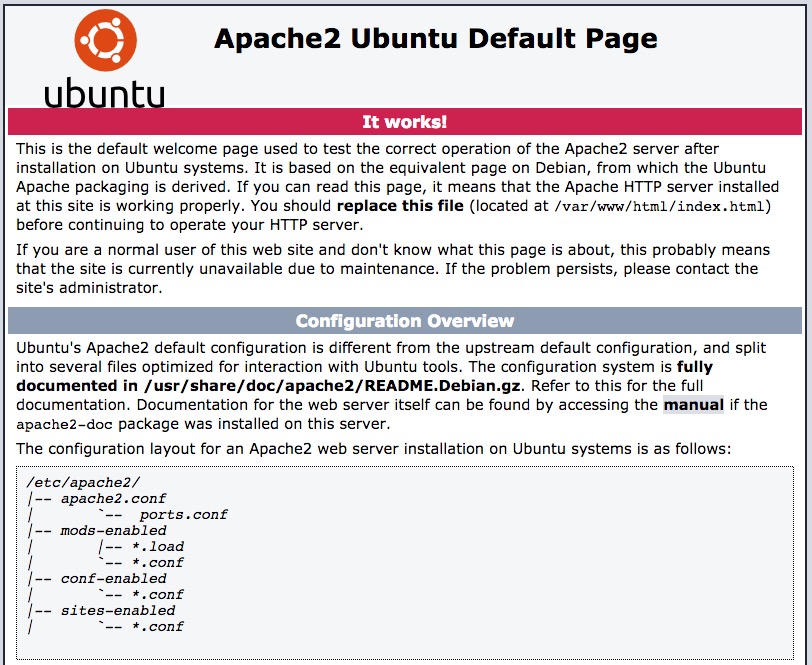 Apache2 Ubuntu Default Page
ubuntu
It works!
This is the default welcome page used to test the correct operation of the Apache2 server after
installation on Ubuntu systems. It is based on the equivalent page on Debian, from which the Ubuntu
Apache packaging is derived. If you can read this page, it means that the Apache HTTP server installed
at this site is working properly. You should replace this file (located at /var/www/html/index.html)
before continuing to operate your HTTP server.
If you are a normal user of this web site and don't know what this page is about, this probably means
that the site is currently unavailable due to maintenance. If the problem persists, please contact the
site's administrator.
Configuration Overview
Ubuntu's Apache2 default configuration is different from the upstream default configuration, and split
into several files optimized for interaction with Ubuntu tools. The configuration system is fully
documented in /usr/share/doc/apache2/README.Debian.gz. Refer to this for the full
documentation. Documentation for the web server itself can be found by accessing the manual if the
apache2-doc package was installed on this server.
The configuration layout for an Apache2 web server installation on Ubuntu systems is as follows:
/etc/apache2/
|-- apache2.conf
|       `--  ports.conf
|-- mods-enabled
|       |-- *.load
|       `-- *.conf
|-- conf-enabled
|       `-- *.conf
|-- sites-enabled
|       `-- *.conf